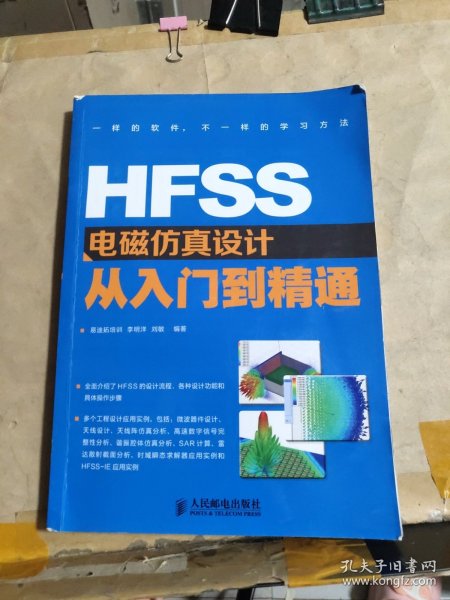 一样的软件，不一样的学习方法
HFSS
电磁仿真设计
从入门到精通
易迪拓培训 李明洋 刘敏 编著
全面介绍了HFSS的设计流程、各种设计功能和
具体操作步骤
多个工程设计应用实例，包括：微波器件设计、
天线设计、天线阵仿真分析、高速数字信号完
整性分析、谐振腔体仿真分析、SAR计算、雷
达散射截面分析、时域瞬态求解器应用实例和
HFSS-IE应用实例
人民邮电出版社
POSTS & TELECOM PRESS
孔夫子旧书网
www.kongfz.com